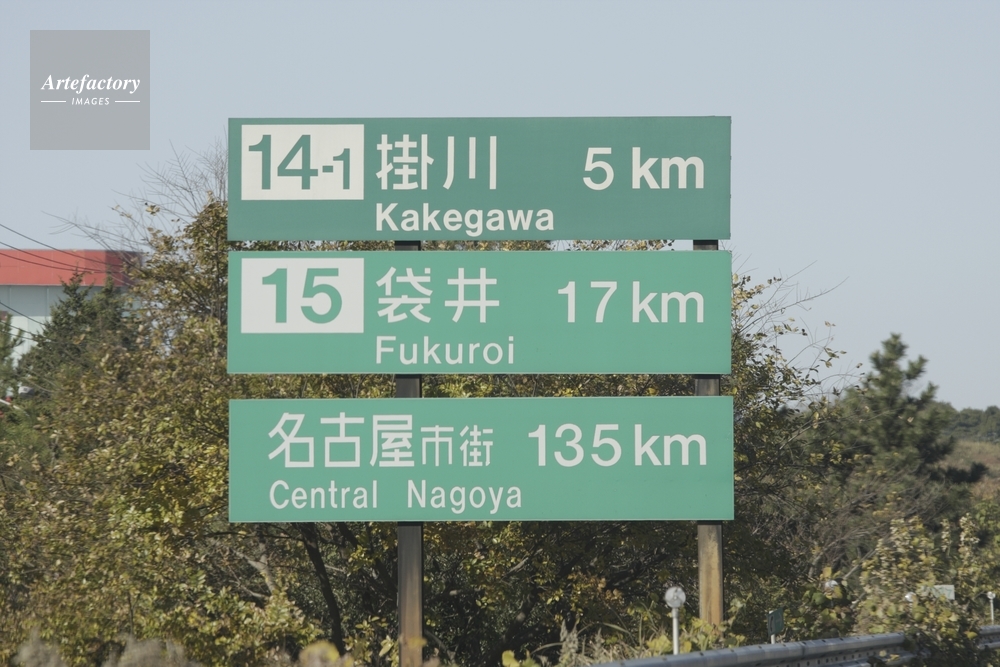 Artefactory
IMAGES
14-1 掛川 5 km
Kakegawa
15 袋井 17 km
Fukuroi
名古屋市街 135 km
Central Nagoya